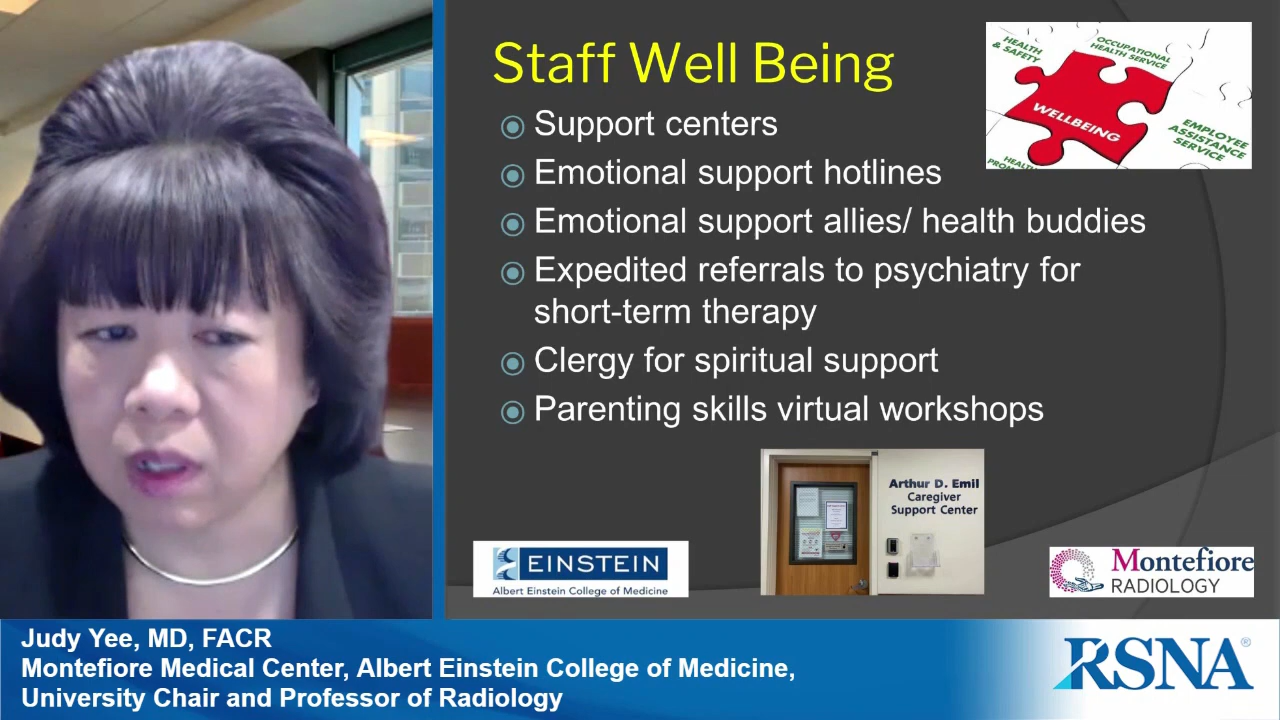 Staff Well Being
Support centers
Emotional support hotlines
Emotional support allies/ health buddies
Expedited referrals to psychiatry for
short-term therapy
Clergy for spiritual support
Parenting skills virtual workshops
HEALTH
& SAFETY
OCCUPATIONAL
HEALTH SERVICE
WELLBEING
EMPLOYEE
ASSISTANCE
SERVICE
Arthur D. Emil
Caregiver
Support Center
EINSTEIN
Albert Einstein College of Medicine
Montefiore
RADIOLOGY
Judy Yee, MD, FACR
Montefiore Medical Center, Albert Einstein College of Medicine,
University Chair and Professor of Radiology
RSNA®